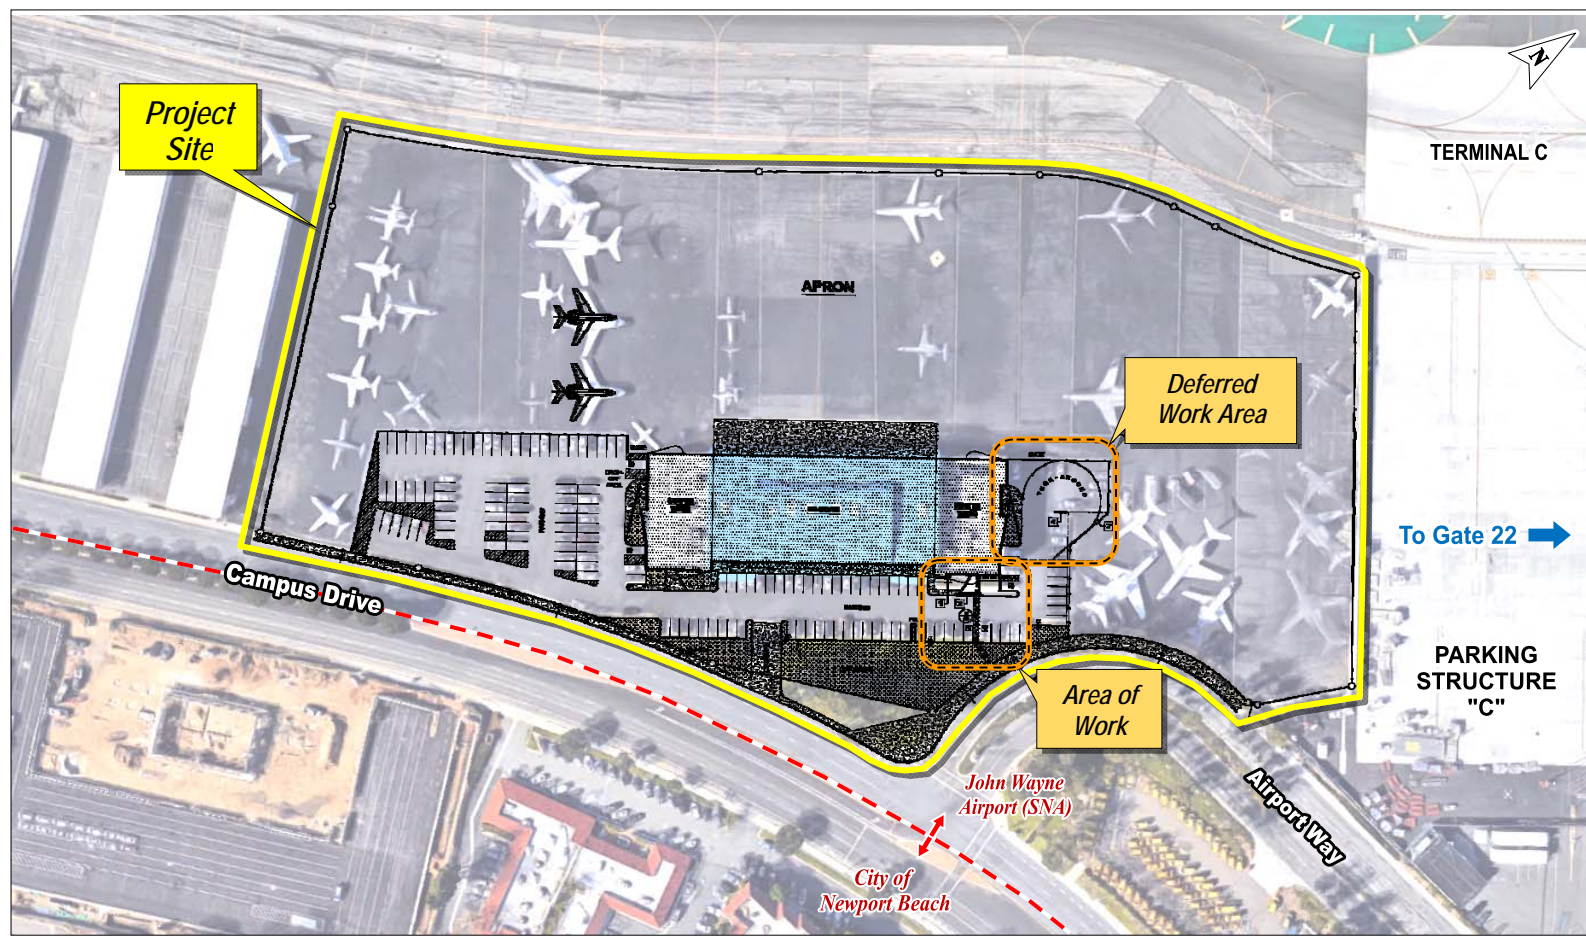 Project
Site
N
TERMINAL C
APRON
Deferred
Work Area
To Gate 22
Campus Drive
PARKING
STRUCTURE
"C"
Area of
Work
John Wayne
Airport (SNA)
Airport Way
City of
Newport Beach